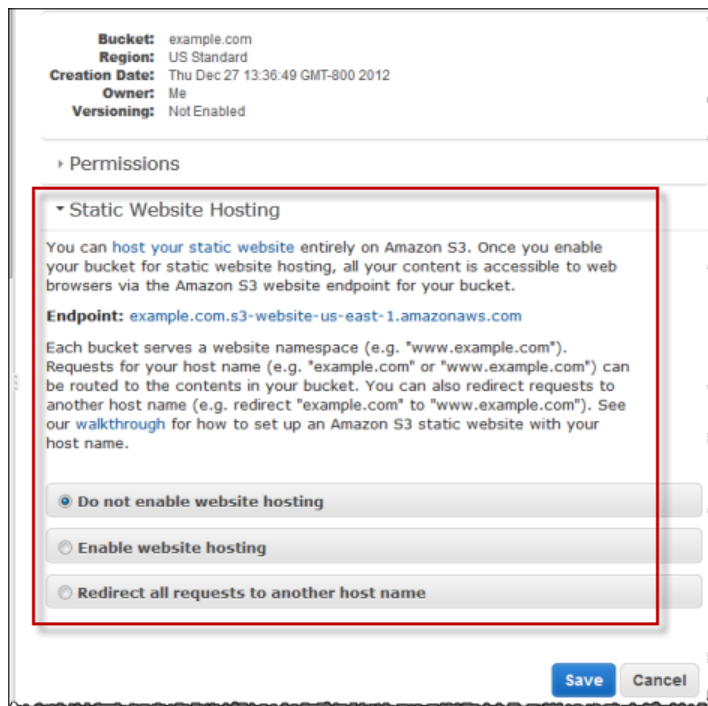 Bucket: example.com
Region: US Standard
Creation Date: Thu Dec 27 13:36:49 GMT-800 2012
Owner: Me
Versioning: Not Enabled
Permissions
Static Website Hosting
You can host your static website entirely on Amazon S3. Once you enable
your bucket for static website hosting, all your content is accessible to web
browsers via the Amazon S3 website endpoint for your bucket.
Endpoint: example.com.s3-website-us-east-1.amazonaws.com
Each bucket serves a website namespace (e.g. "www.example.com").
Requests for your host name (e.g. "example.com" or "www.example.com") can
be routed to the contents in your bucket. You can also redirect requests to
another host name (e.g. redirect "example.com" to "www.example.com"). See
our walkthrough for how to set up an Amazon S3 static website with your
host name.
Do not enable website hosting
Enable website hosting
Redirect all requests to another host name
Save Cancel